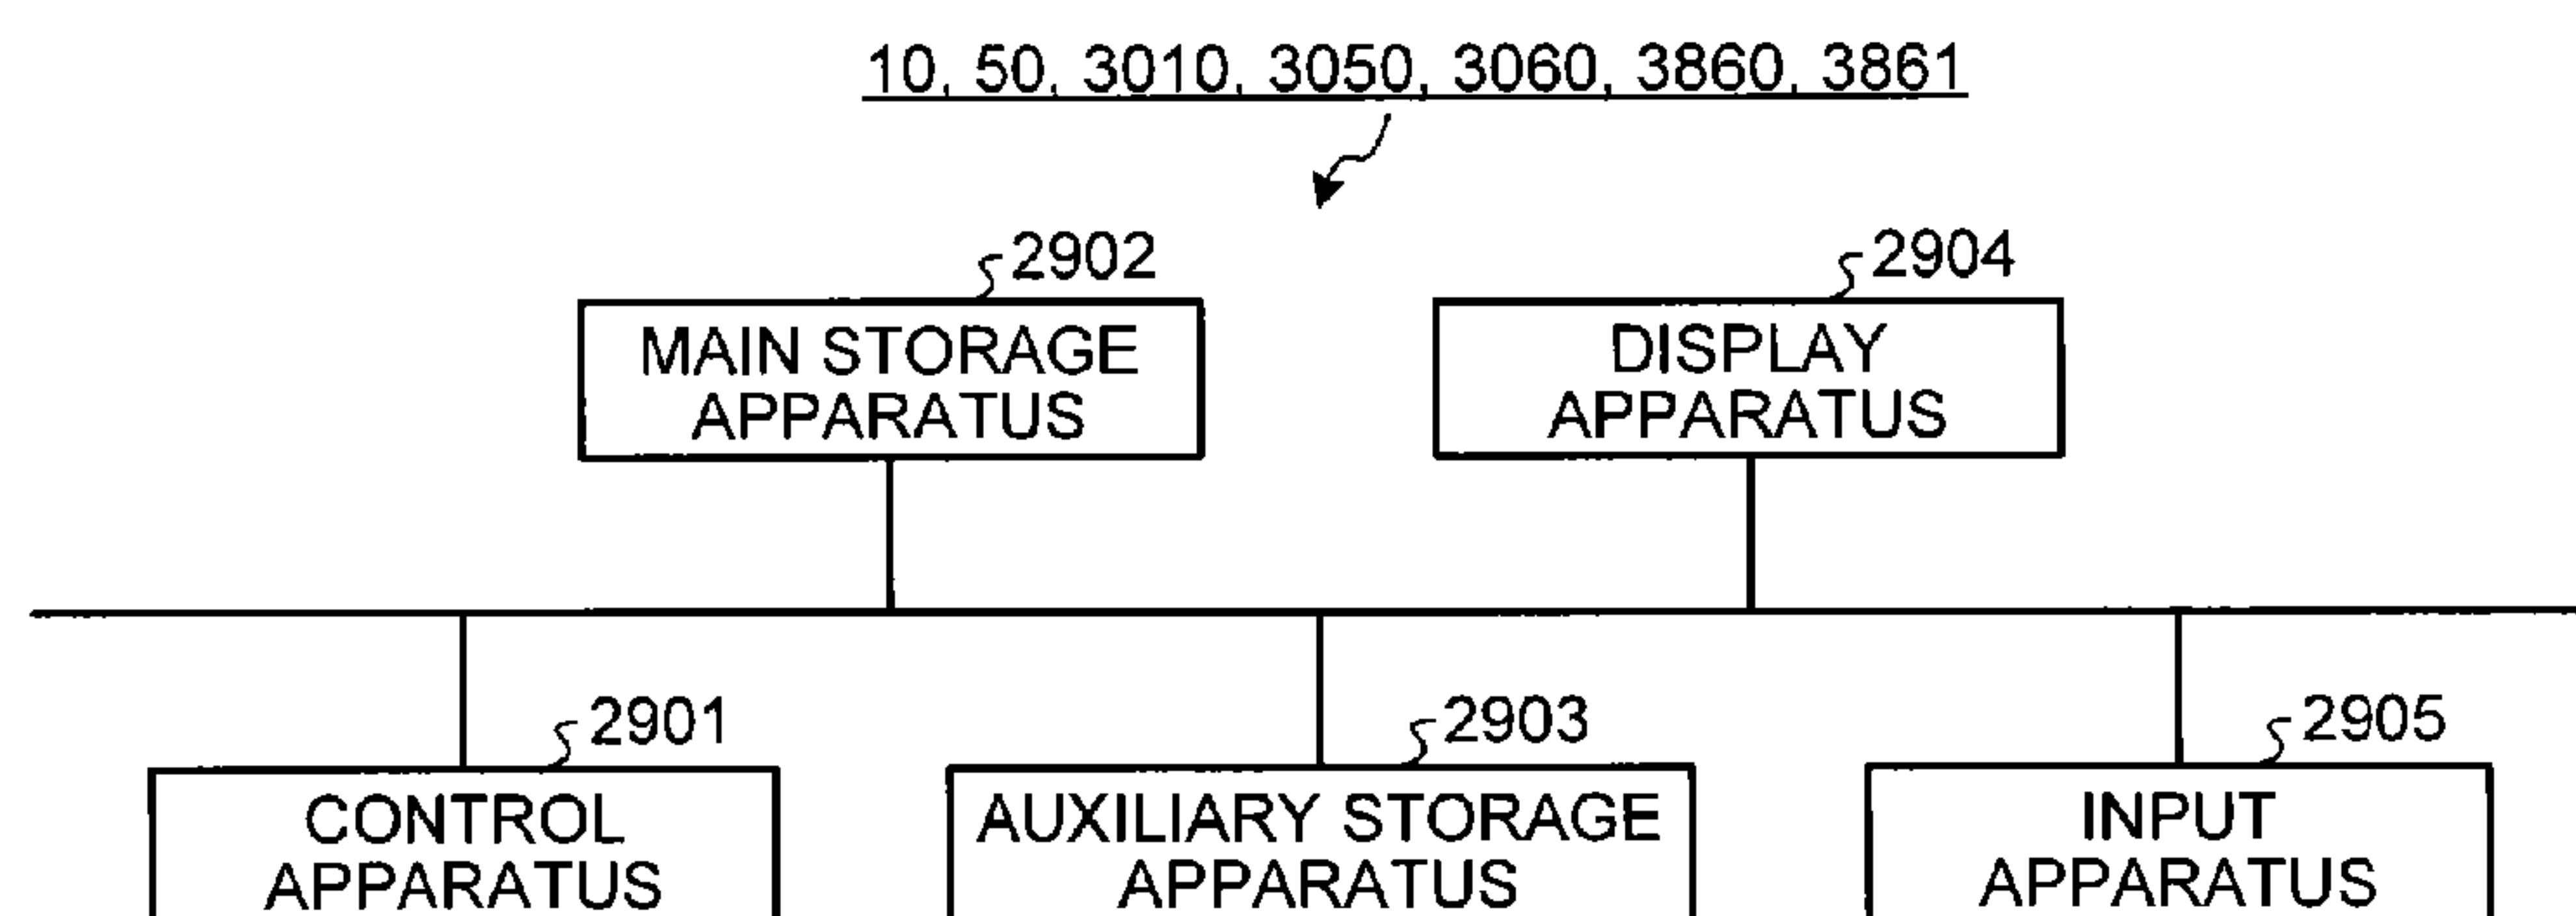 10, 50, 3010, 3050, 3060, 3860, 3861
2902
2904
MAIN STORAGE
APPARATUS
DISPLAY
APPARATUS
2901
2903
2905
CONTROL
APPARATUS
AUXILIARY STORAGE
APPARATUS
INPUT
APPARATUS